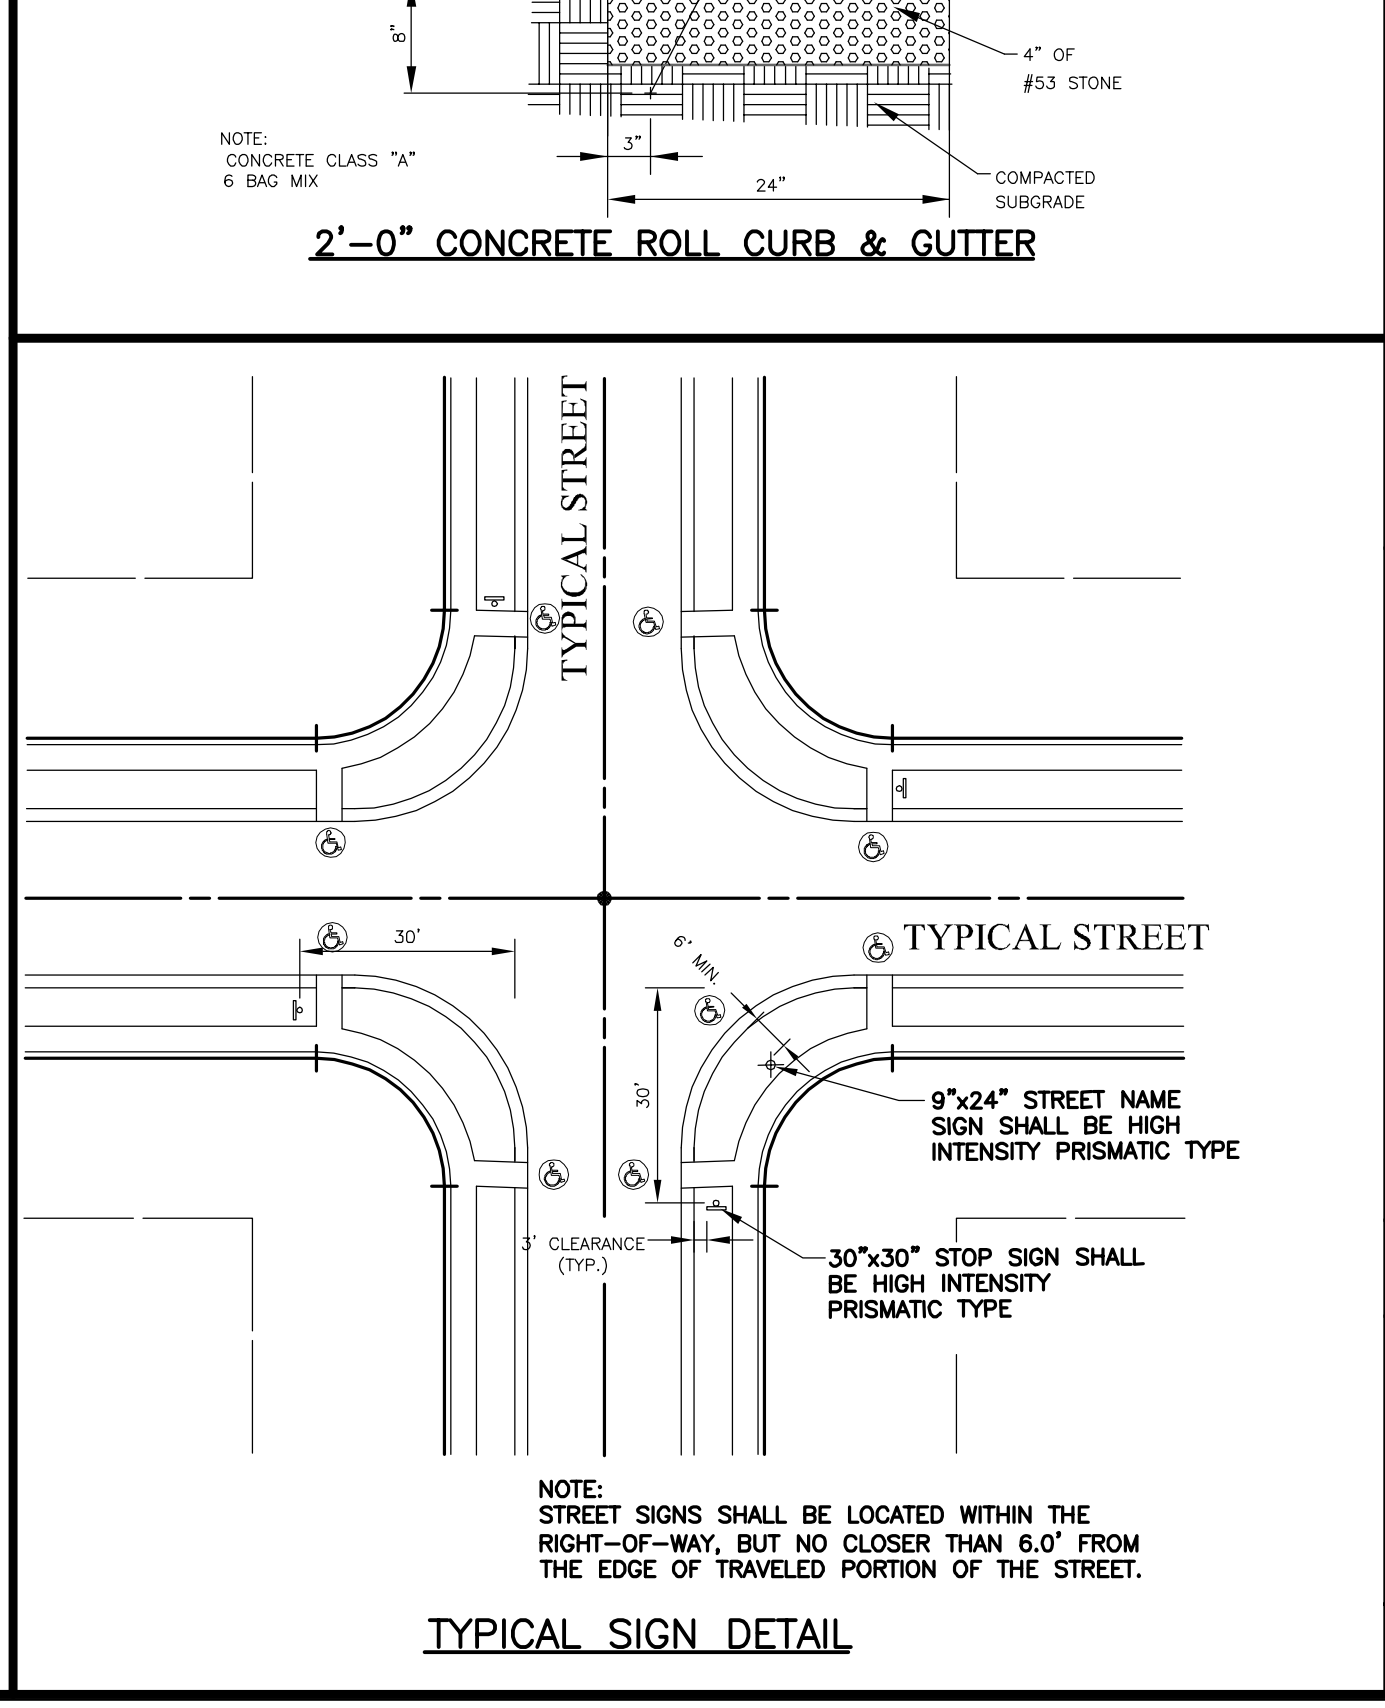 8"
4" OF
#53 STONE
NOTE:
CONCRETE CLASS "A"
6 BAG MIX
3"
24"
COMPACTED
SUBGRADE
2'-0" CONCRETE ROLL CURB & GUTTER
TYPICAL STREET
TYPICAL STREET
30'
6' MIN.
30'
9"x24" STREET NAME
SIGN SHALL BE HIGH
INTENSITY PRISMATIC TYPE
3' CLEARANCE
(TYP.)
30"x30" STOP SIGN SHALL
BE HIGH INTENSITY
PRISMATIC TYPE
NOTE:
STREET SIGNS SHALL BE LOCATED WITHIN THE
RIGHT-OF-WAY, BUT NO CLOSER THAN 6.0' FROM
THE EDGE OF TRAVELED PORTION OF THE STREET.
TYPICAL SIGN DETAIL